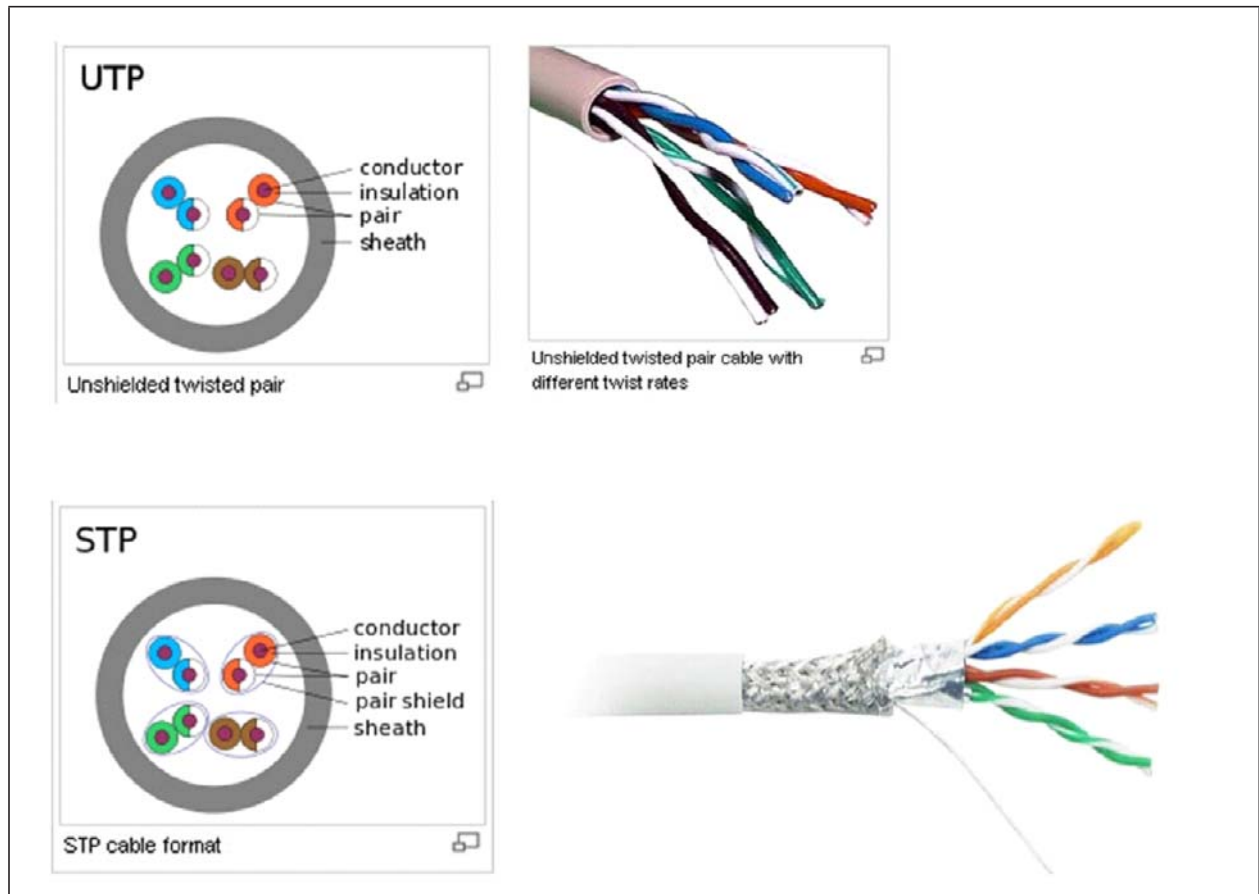 UTP
conductor
insulation
pair
sheath
Unshielded twisted pair
Unshielded twisted pair cable with
different twist rates
STP
conductor
insulation
pair
pair shield
sheath
STP cable format